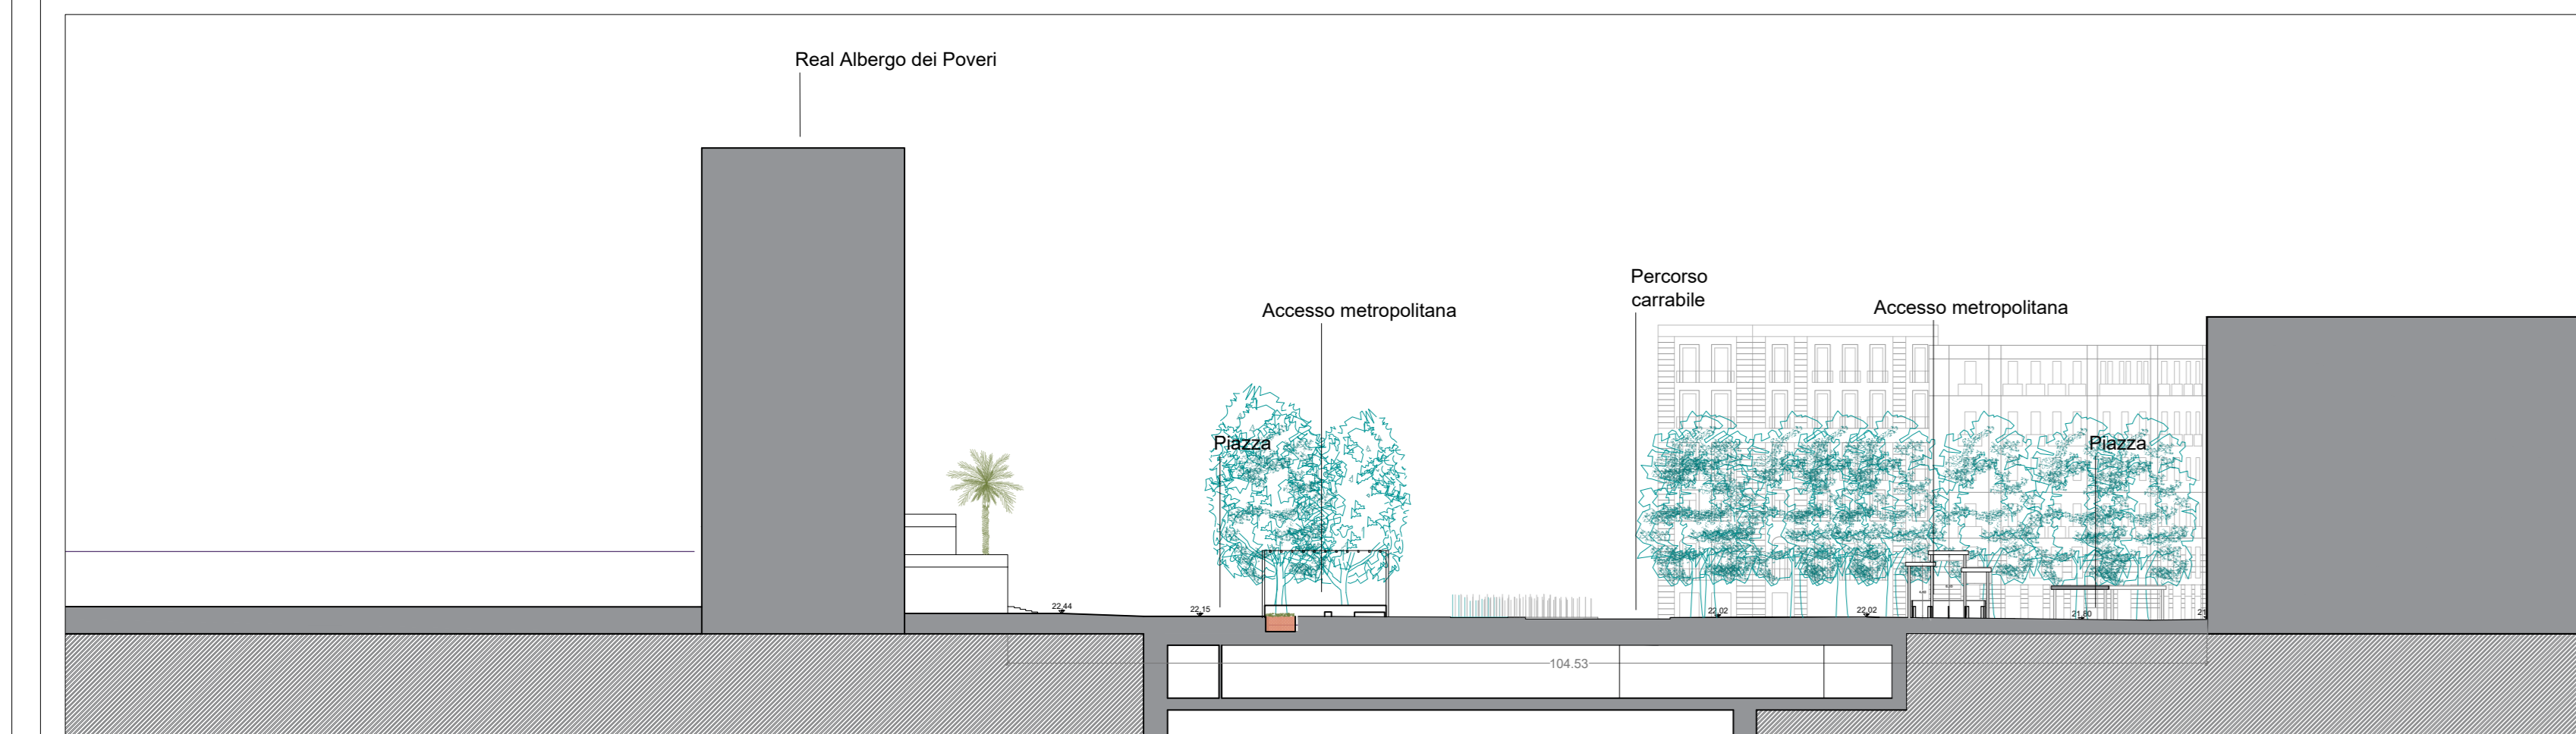 Real Albergo dei Poveri
Percorso
carrabile
Accesso metropolitana
Accesso metropolitana
Piazza
Piazza
22,44
22,15
22,02
22,02
21,80
104.53